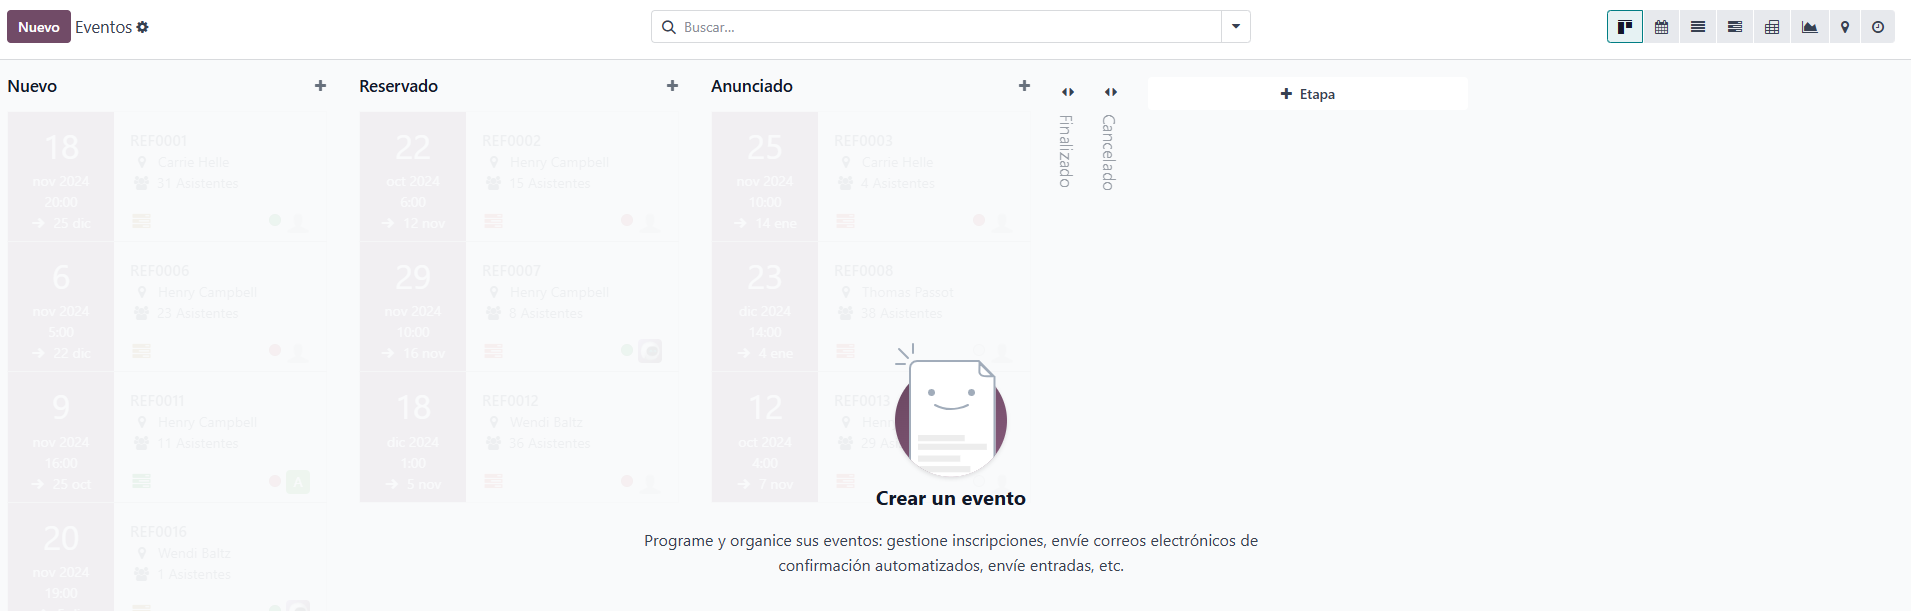 Nuevo Eventos
Buscar...
Nuevo
Reservado
Anunciado
Finalizado
Cancelado
Etapa
18
nov 2024
20:00
→ 25 dic
REF0001
Carne Helle
31 Asistentes
6
nov 2024
5:00
→ 22 dic
REF0006
Henry Campbell
23 Asistentes
9
nov 2024
16:00
→ 25 oct
REF0011
Henry Campbell
11 Asistentes
A
20
nov 2024
19:00
REF0016
Wendi Baltz
1 Asistentes
22
oct 2024
6:00
→ 12 nov
REF0002
Henry Campbell
15 Asistentes
29
nov 2024
10:00
→ 16 nov
REF0007
Henry Campbell
8 Asistentes
18
dic 2024
1:00
→ 5 nov
REF0012
Wendi Baltz
36 Asistentes
25
nov 2024
10:00
→ 14 ene
REF0003
Carne Helle
4 Asistentes
23
dic 2024
14:00
→ 4 ene
REF0008
Thomas Passot
38 Asistentes
12
oct 2024
4:00
→ 7 nov
REF0013
29
Crear un evento
Programe y organice sus eventos: gestione inscripciones, envíe correos electrónicos de
confirmación automatizados, envíe entradas, etc.